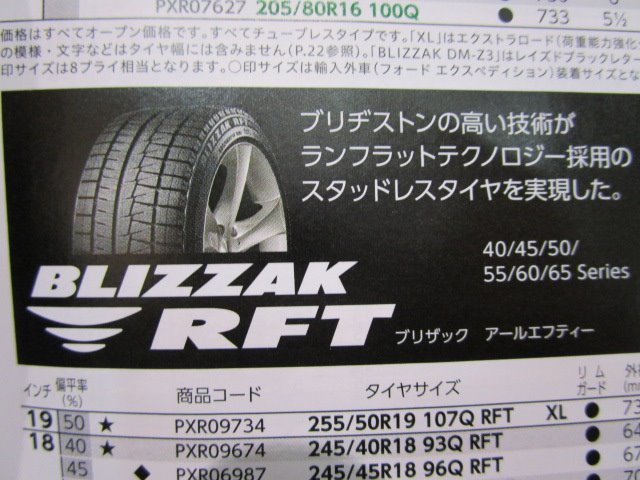 PXR07627 205/80R16 100Q ● 733 5½
価格はすべてオープン価格です。すべてチューブレスタイプです。「XL」はエクストラロード(荷重能力強化
の模様・文字などはタイヤ幅には含みません(P.22参照)。「BLIZZAK DM-Z3」はレイズドブラックレター
印サイズは8プライ相当となります。○印サイズは輸入外車(フォード エクスペディション)装着サイズとな
ブリヂストンの高い技術が
ランフラットテクノロジー採用の
スタッドレスタイヤを実現した。
40/45/50/
55/60/65 Series
BLIZZAK
RFT
ブリザック アールエフティー
インチ 偏平率(%) 商品コード タイヤサイズ リムガード
19 50 ★ PXR09734 255/50R19 107Q RFT XL ●
18 40 ★ PXR09674 245/40R18 93Q RFT ●
45 ◆ PXR06987 245/45R18 96Q RFT ●